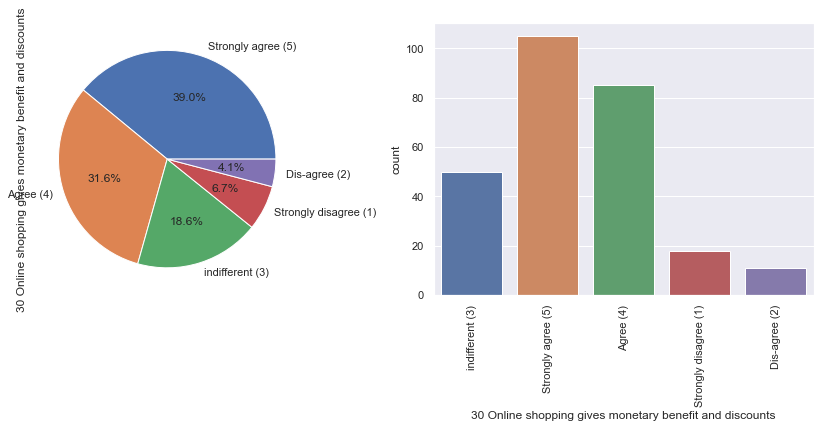 30 Online shopping gives monetary benefit and discounts
Strongly agree (5)
39.0%
Agree (4)
31.6%
indifferent (3)
18.6%
Strongly disagree (1)
6.7%
Dis-agree (2)
4.1%
count
100
80
60
40
20
0
indifferent (3)
Strongly agree (5)
Agree (4)
Strongly disagree (1)
Dis-agree (2)
30 Online shopping gives monetary benefit and discounts